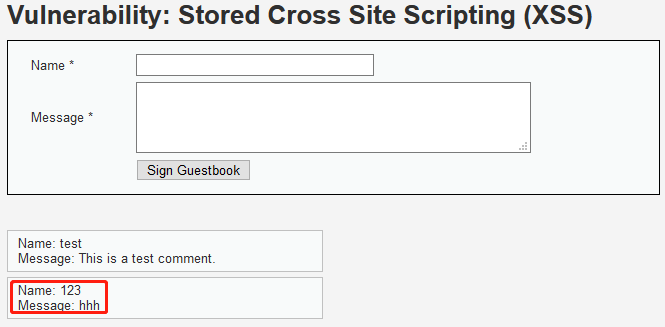 Vulnerability: Stored Cross Site Scripting (XSS)
Name *
Message *
Sign Guestbook
Name: test
Message: This is a test comment.
Name: 123
Message: hhh